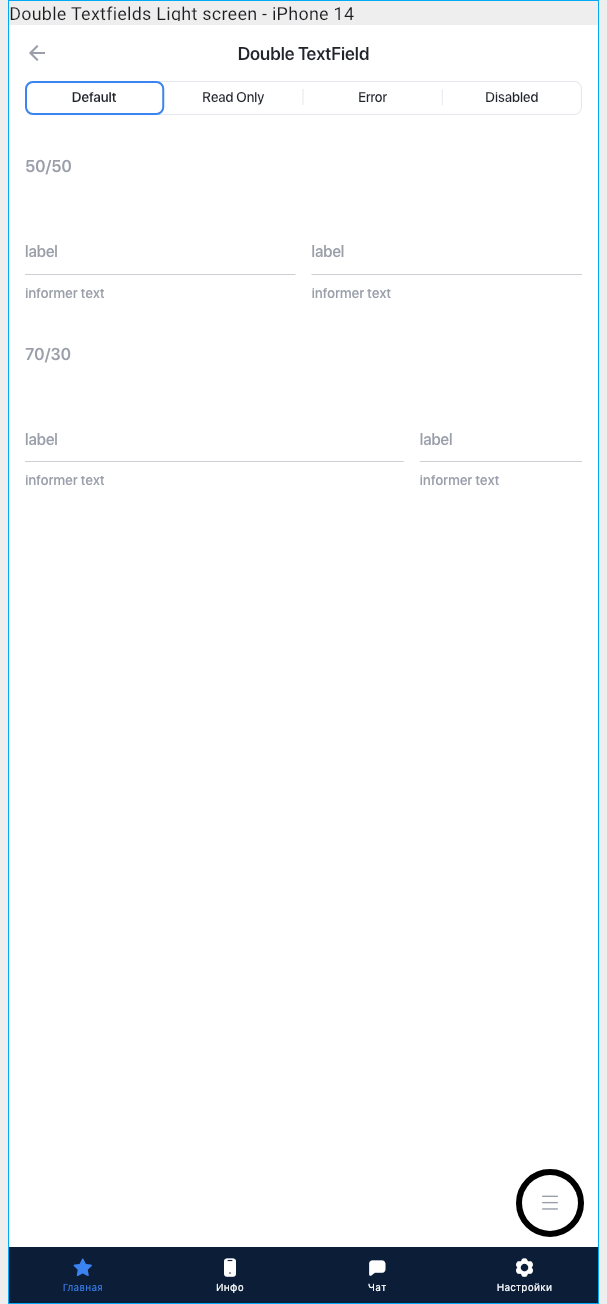 Double Textfields Light screen - iPhone 14
Double TextField
Default Read Only Error Disabled
50/50
label label
informer text informer text
70/30
label label
informer text informer text
Главная Инфо Чат Настройки